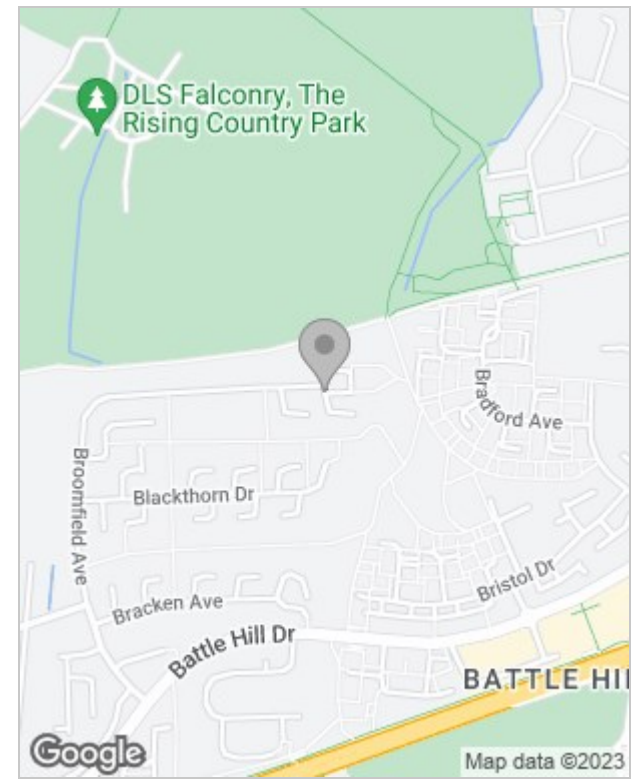 DLS Falconry, The
Rising Country Park
Bradford Ave
Broomfield Ave
Blackthorn Dr
Bristol Dr
Bracken Ave
Battle Hill Dr
BATTLE HI
Google
Map data ©2023